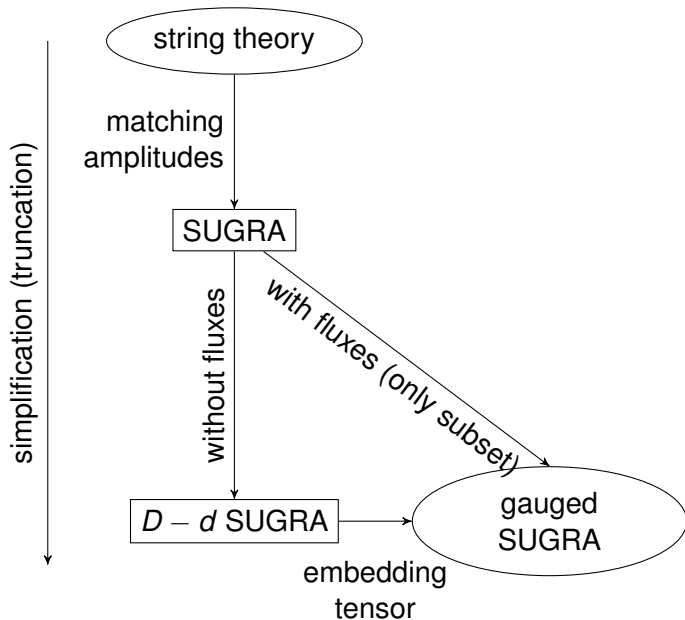 string theory
matching
amplitudes
simplification (truncation)
SUGRA
without fluxes
with fluxes (only subset)
D − d SUGRA
gauged
SUGRA
embedding
tensor